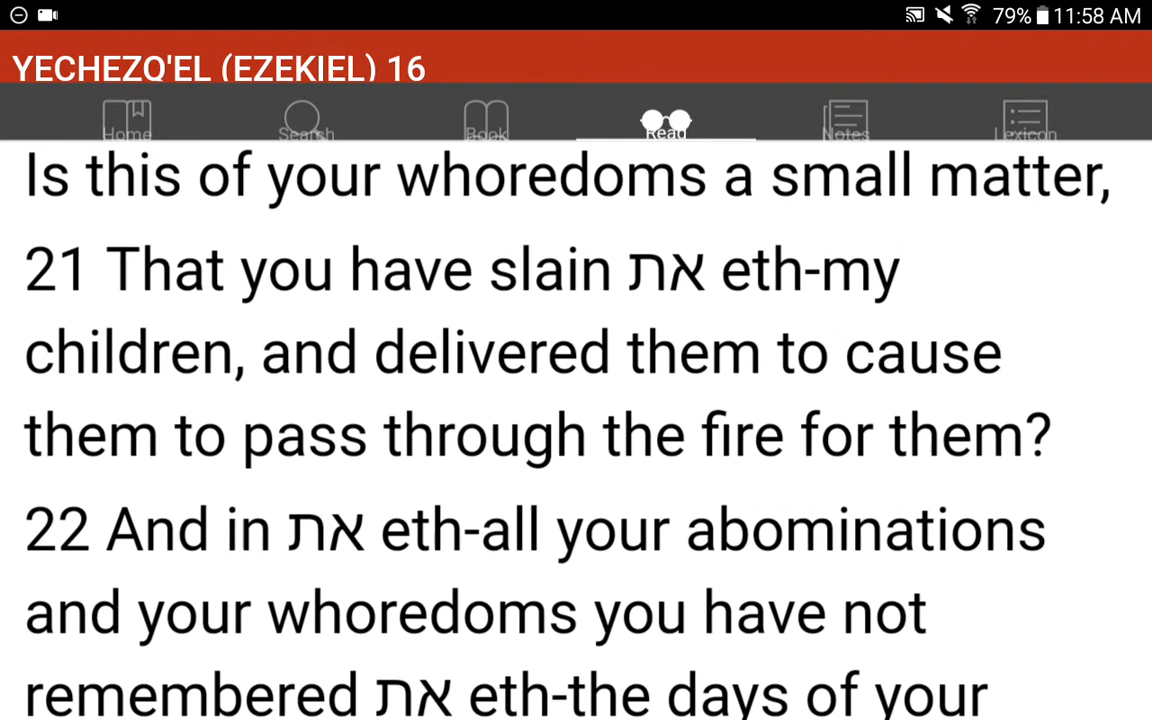 79% 11:58 AM
YECHEZQ'EL (EZEKIEL) 16
Home Search Book Read Notes Lexicon
Is this of your whoredoms a small matter,
21 That you have slain את eth-my
children, and delivered them to cause
them to pass through the fire for them?
22 And in את eth-all your abominations
and your whoredoms you have not
remembered את eth-the days of your